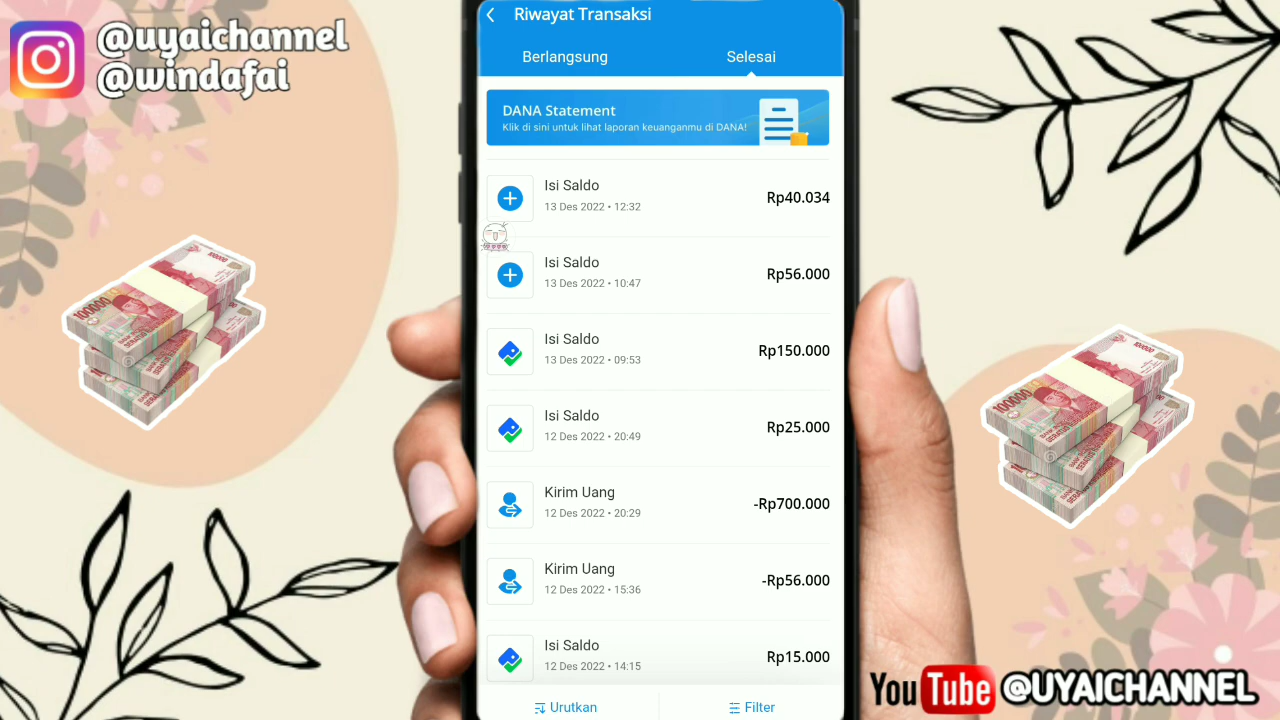 @uyaichannel
@windafai
Riwayat Transaksi
Berlangsung
Selesai
DANA Statement
Klik di sini untuk lihat laporan keuanganmu di DANA!
Isi Saldo
Rp40.034
13 Des 2022 • 12:32
Isi Saldo
Rp56.000
13 Des 2022 • 10:47
Isi Saldo
Rp150.000
13 Des 2022 • 09:53
Isi Saldo
Rp25.000
12 Des 2022 • 20:49
Kirim Uang
-Rp700.000
12 Des 2022 • 20:29
Kirim Uang
-Rp56.000
12 Des 2022 • 15:36
Isi Saldo
Rp15.000
12 Des 2022 • 14:15
Urutkan
Filter
100000
100000
100000
100000
YouTube @UYAICHANNEL